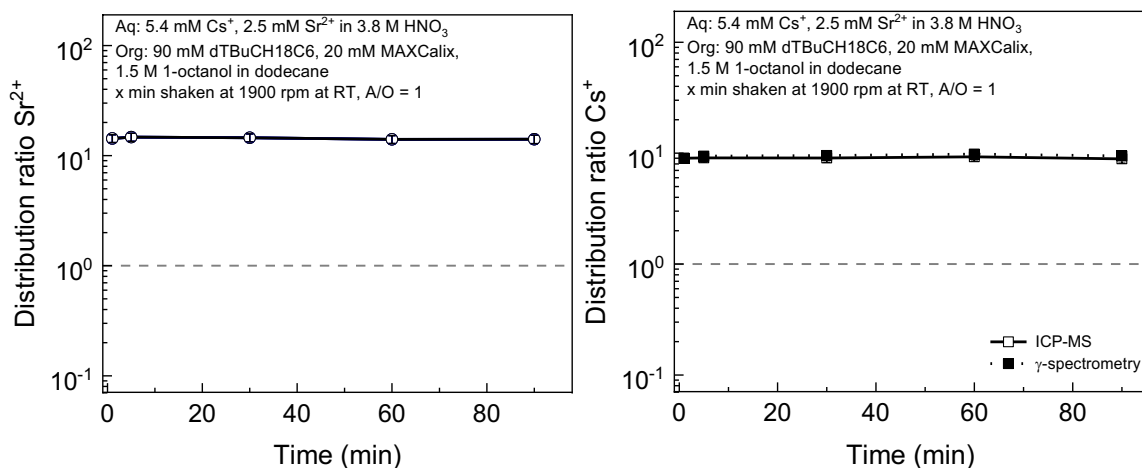 Aq: 5.4 mM Cs⁺, 2.5 mM Sr²⁺ in 3.8 M HNO₃
Org: 90 mM dTBuCH18C6, 20 mM MAXCalix,
1.5 M 1-octanol in dodecane
x min shaken at 1900 rpm at RT, A/O = 1
Distribution ratio Sr²⁺
10²
10¹
10⁰
10⁻¹
0 20 40 60 80
Time (min)
Aq: 5.4 mM Cs⁺, 2.5 mM Sr²⁺ in 3.8 M HNO₃
Org: 90 mM dTBuCH18C6, 20 mM MAXCalix,
1.5 M 1-octanol in dodecane
x min shaken at 1900 rpm at RT, A/O = 1
Distribution ratio Cs⁺
10²
10¹
10⁰
10⁻¹
ICP-MS
γ-spectrometry
0 20 40 60 80
Time (min)